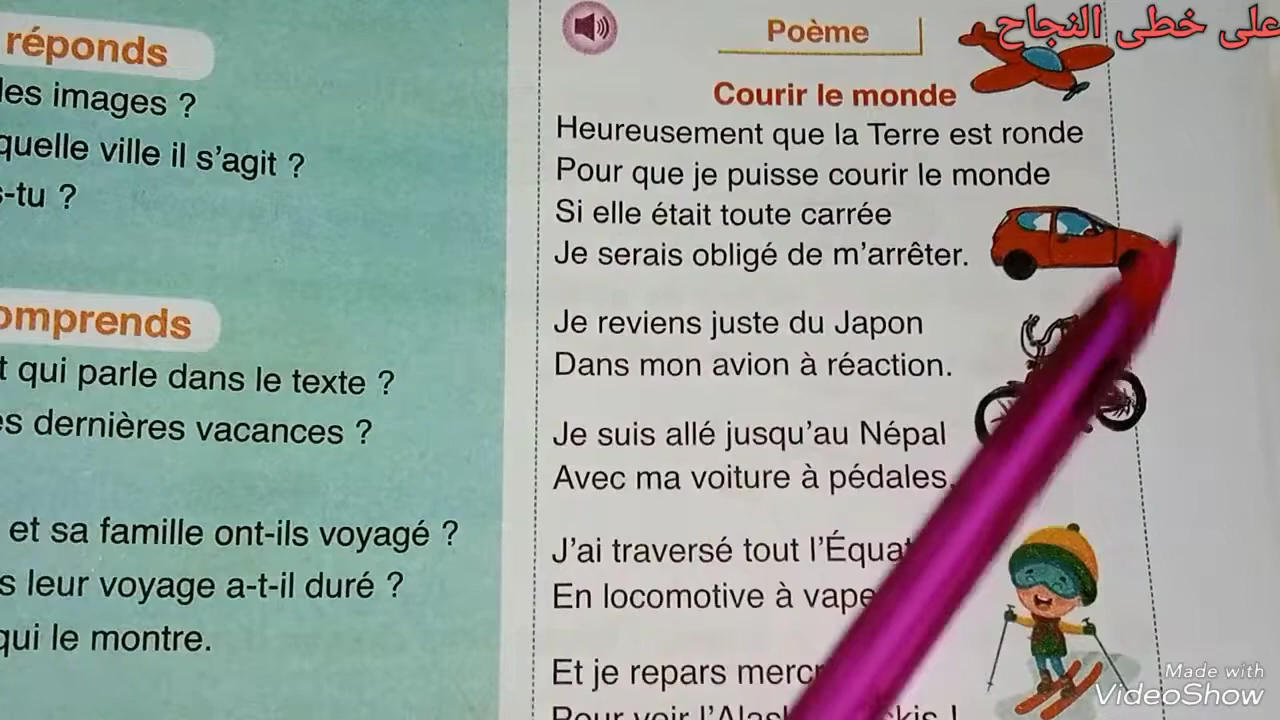 réponds
les images ?
quelle ville il s'agit ?
s-tu ?
omprends
t qui parle dans le texte ?
es dernières vacances ?
et sa famille ont-ils voyagé ?
s leur voyage a-t-il duré ?
qui le montre.
على خطى النجاح
Poème
Courir le monde
Heureusement que la Terre est ronde
Pour que je puisse courir le monde
Si elle était toute carrée
Je serais obligé de m'arrêter.
Je reviens juste du Japon
Dans mon avion à réaction.
Je suis allé jusqu'au Népal
Avec ma voiture à pédales.
J'ai traversé tout l'Équat
En locomotive à vape
Et je repars merc
Pour voir l'Alas kis !
Made with
VideoShow